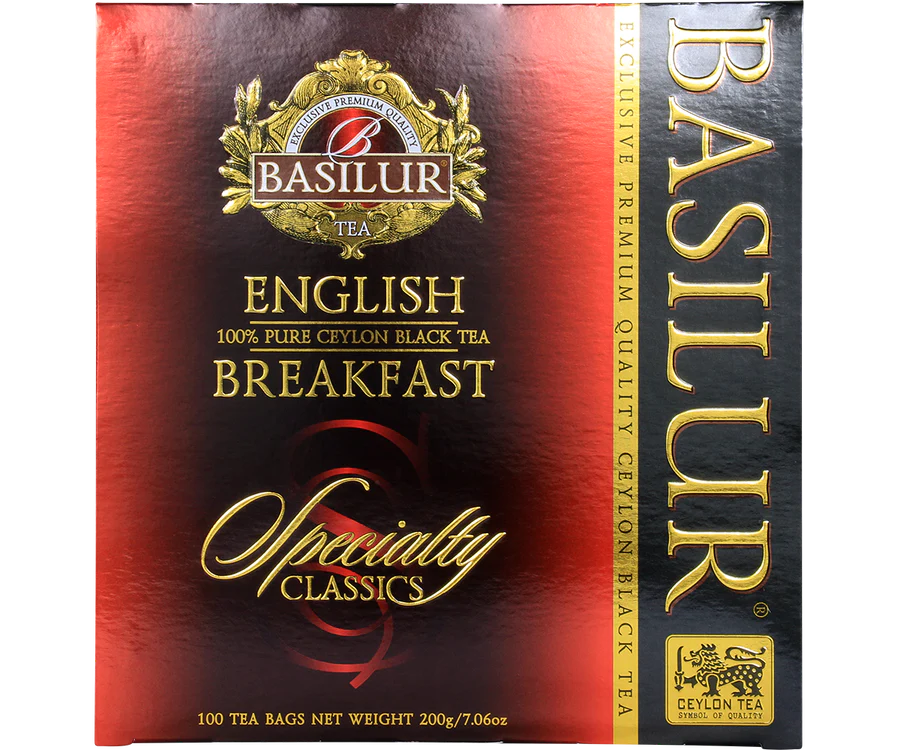 EXCLUSIVE PREMIUM QUALITY
B
BASILUR®
TEA
ENGLISH
100% PURE CEYLON BLACK TEA
BREAKFAST
Specialty
CLASSICS
100 TEA BAGS NET WEIGHT 200g/7.06oz
EXCLUSIVE PREMIUM QUALITY CEYLON BLACK TEA
BASILUR®
CEYLON TEA
SYMBOL OF QUALITY